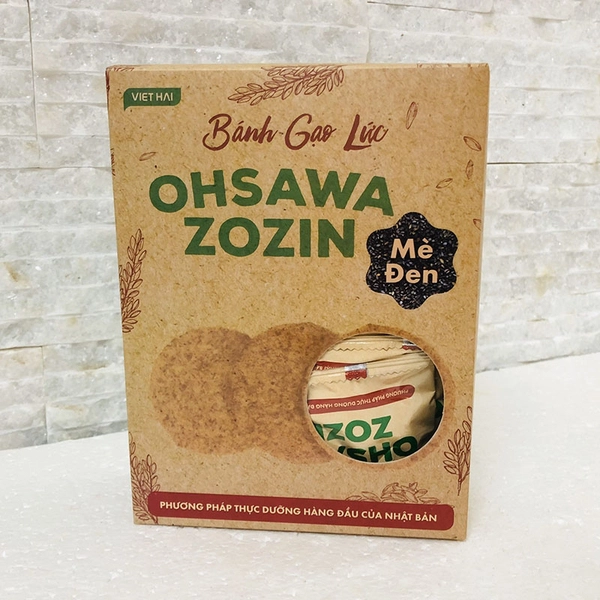 VIET HAI
Bánh Gạo Lức
OHSAWA
ZOZIN
Mè
Đen
PHƯƠNG PHÁP THỰC DƯỠNG HÀNG ĐẦU CỦA NHẬT BẢN